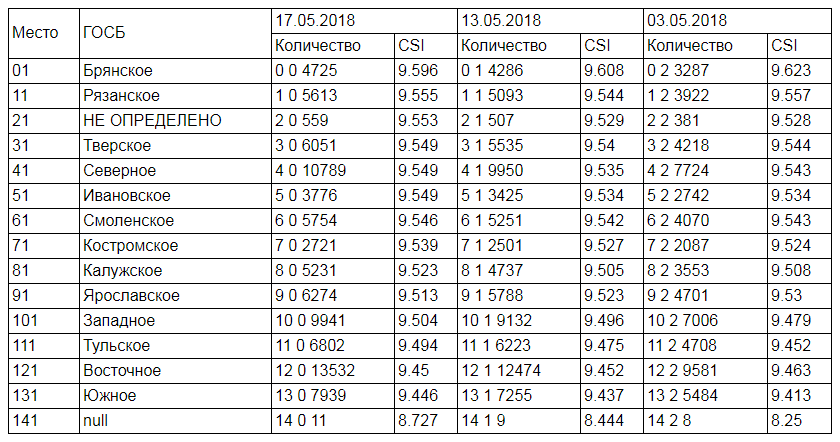 Место ГОСБ 17.05.2018 13.05.2018 03.05.2018
Количество CSI Количество CSI Количество CSI
01 Брянское 0 0 4725 9.596 0 1 4286 9.608 0 2 3287 9.623
11 Рязанское 1 0 5613 9.555 1 1 5093 9.544 1 2 3922 9.557
21 НЕ ОПРЕДЕЛЕНО 2 0 559 9.553 2 1 507 9.529 2 2 381 9.528
31 Тверское 3 0 6051 9.549 3 1 5535 9.54 3 2 4218 9.544
41 Северное 4 0 10789 9.549 4 1 9950 9.535 4 2 7724 9.543
51 Ивановское 5 0 3776 9.549 5 1 3425 9.534 5 2 2742 9.534
61 Смоленское 6 0 5754 9.546 6 1 5251 9.542 6 2 4070 9.543
71 Костромское 7 0 2721 9.539 7 1 2501 9.527 7 2 2087 9.524
81 Калужское 8 0 5231 9.523 8 1 4737 9.505 8 2 3553 9.508
91 Ярославское 9 0 6274 9.513 9 1 5788 9.523 9 2 4701 9.53
101 Западное 10 0 9941 9.504 10 1 9132 9.496 10 2 7006 9.479
111 Тульское 11 0 6802 9.494 11 1 6223 9.475 11 2 4708 9.452
121 Восточное 12 0 13532 9.45 12 1 12474 9.452 12 2 9581 9.463
131 Южное 13 0 7939 9.446 13 1 7255 9.437 13 2 5484 9.413
141 null 14 0 11 8.727 14 1 9 8.444 14 2 8 8.25